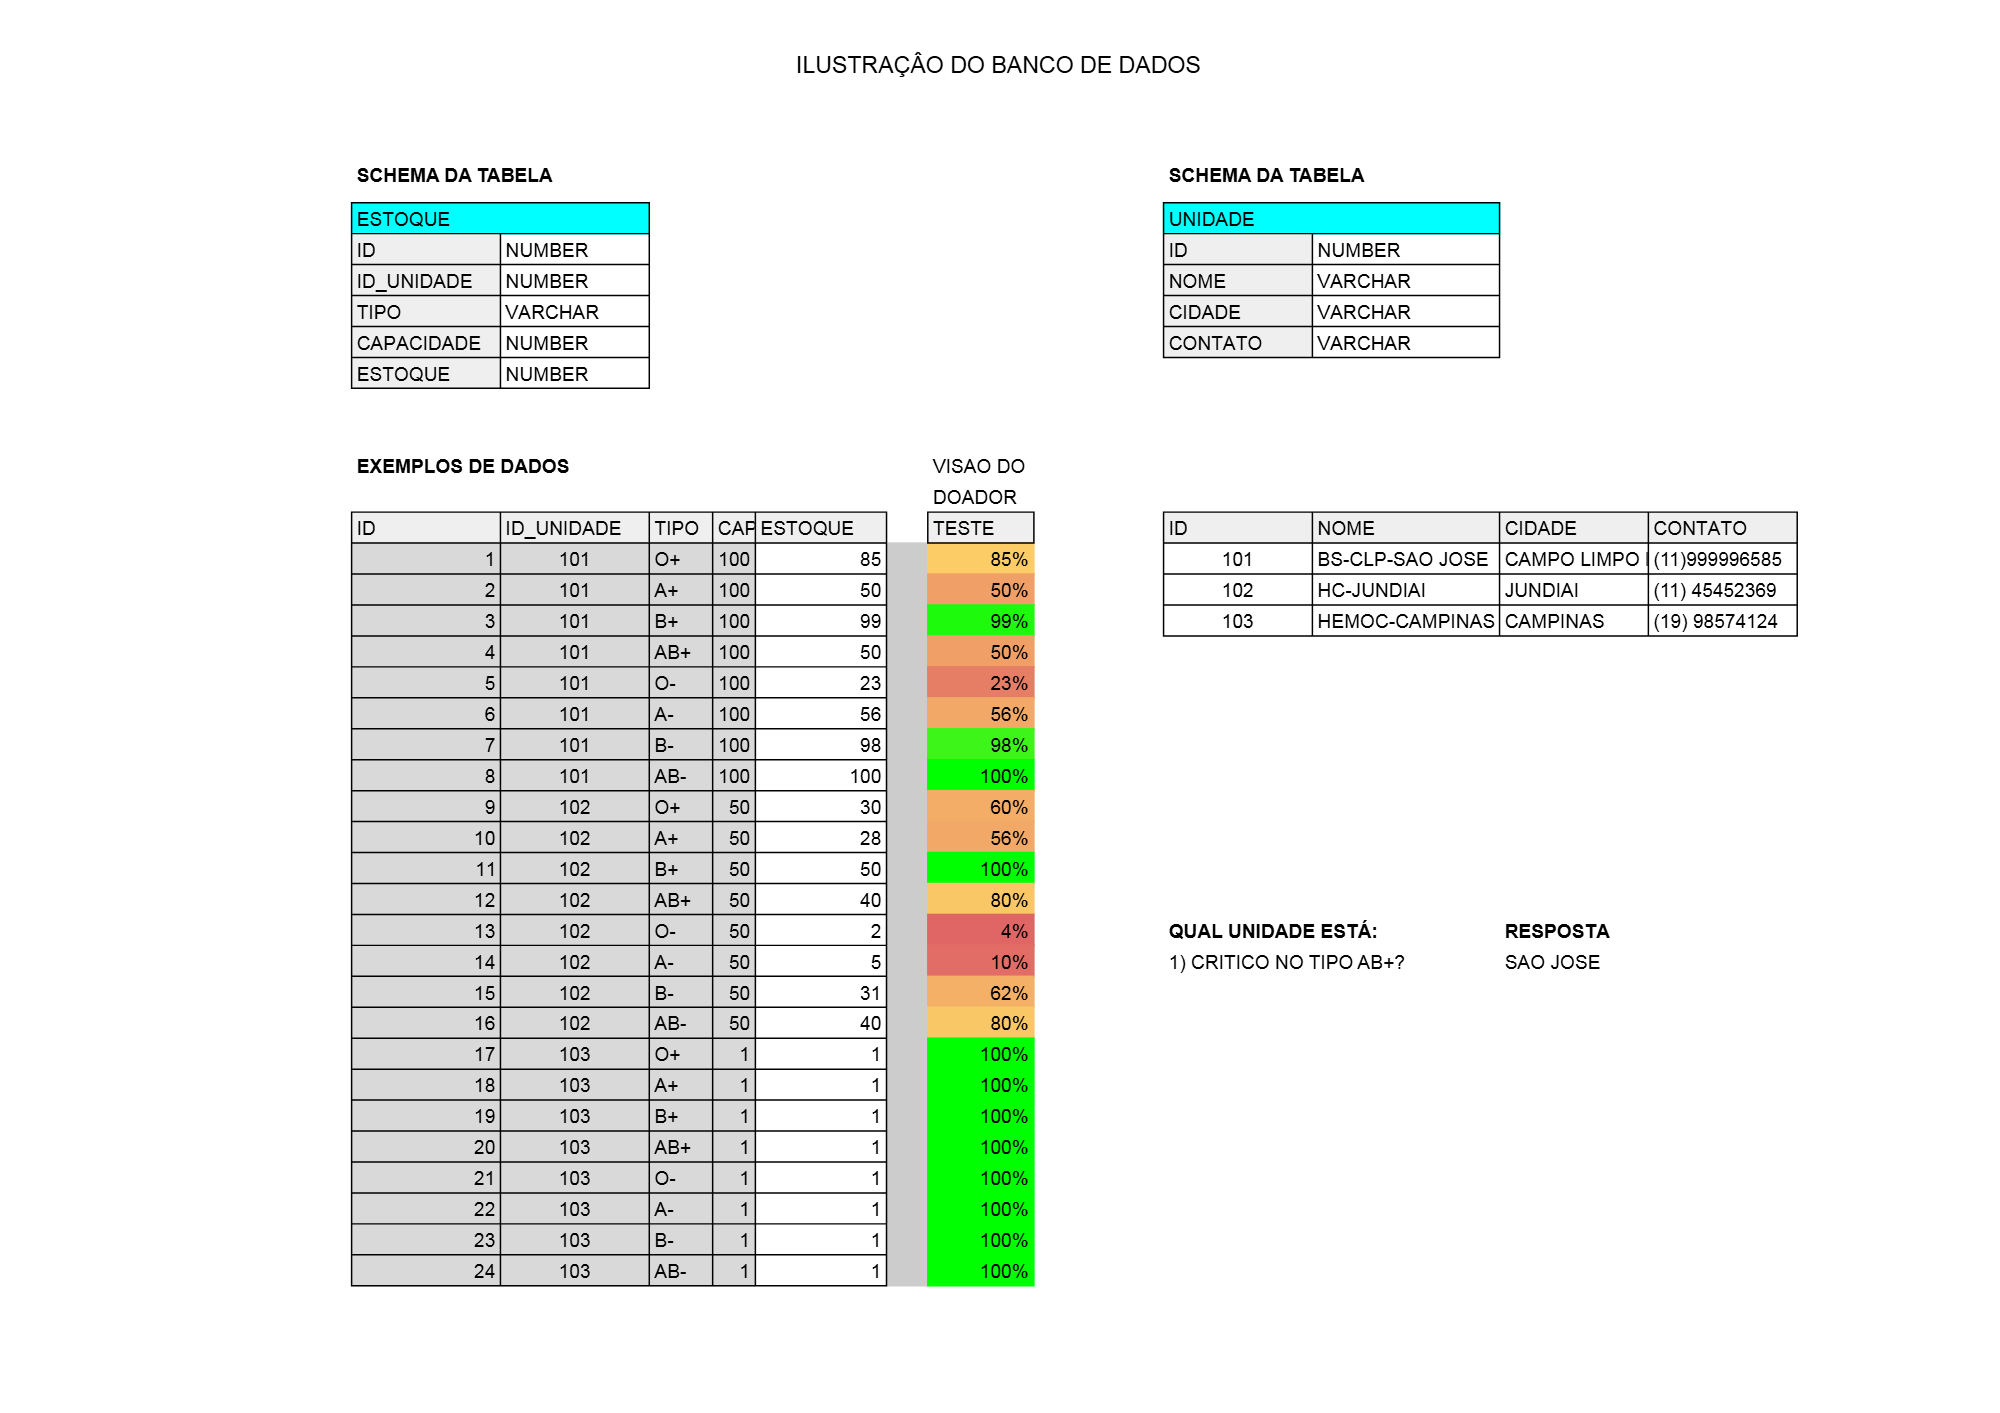 ILUSTRAÇÂO DO BANCO DE DADOS
SCHEMA DA TABELA
ESTOQUE
ID NUMBER
ID_UNIDADE NUMBER
TIPO VARCHAR
CAPACIDADE NUMBER
ESTOQUE NUMBER
SCHEMA DA TABELA
UNIDADE
ID NUMBER
NOME VARCHAR
CIDADE VARCHAR
CONTATO VARCHAR
EXEMPLOS DE DADOS
VISAO DO
DOADOR
ID ID_UNIDADE TIPO CAP ESTOQUE TESTE
1 101 O+ 100 85 85%
2 101 A+ 100 50 50%
3 101 B+ 100 99 99%
4 101 AB+ 100 50 50%
5 101 O- 100 23 23%
6 101 A- 100 56 56%
7 101 B- 100 98 98%
8 101 AB- 100 100 100%
9 102 O+ 50 30 60%
10 102 A+ 50 28 56%
11 102 B+ 50 50 100%
12 102 AB+ 50 40 80%
13 102 O- 50 2 4%
14 102 A- 50 5 10%
15 102 B- 50 31 62%
16 102 AB- 50 40 80%
17 103 O+ 1 1 100%
18 103 A+ 1 1 100%
19 103 B+ 1 1 100%
20 103 AB+ 1 1 100%
21 103 O- 1 1 100%
22 103 A- 1 1 100%
23 103 B- 1 1 100%
24 103 AB- 1 1 100%
ID NOME CIDADE CONTATO
101 BS-CLP-SAO JOSE CAMPO LIMPO (11)999996585
102 HC-JUNDIAI JUNDIAI (11) 45452369
103 HEMOC-CAMPINAS CAMPINAS (19) 98574124
QUAL UNIDADE ESTÁ: RESPOSTA
1) CRITICO NO TIPO AB+? SAO JOSE